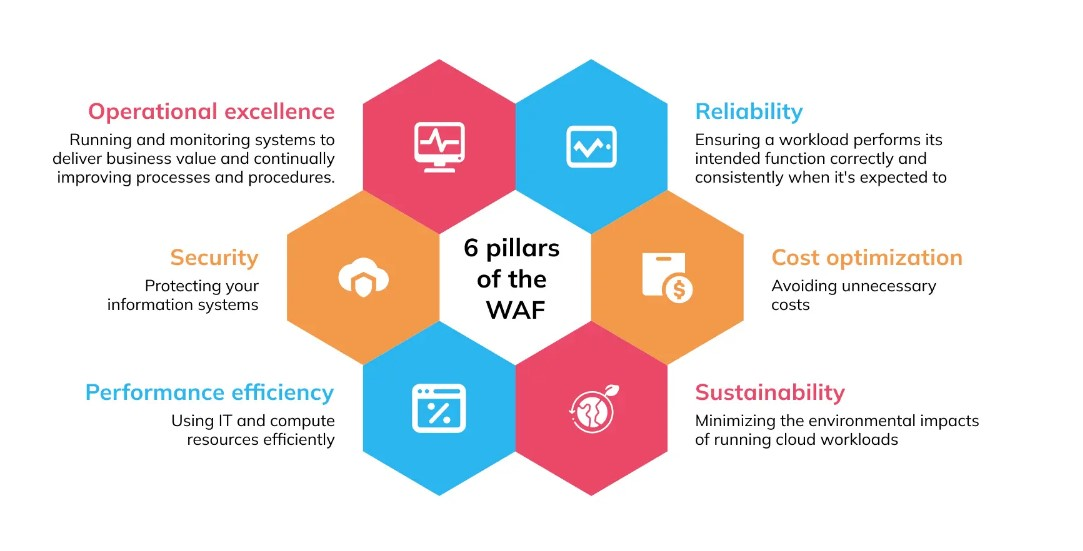 Operational excellence
Running and monitoring systems to
deliver business value and continually
improving processes and procedures.
Reliability
Ensuring a workload performs its
intended function correctly and
consistently when it's expected to
Security
Protecting your
information systems
6 pillars
of the
WAF
Cost optimization
Avoiding unnecessary
costs
Performance efficiency
Using IT and compute
resources efficiently
Sustainability
Minimizing the environmental impacts
of running cloud workloads